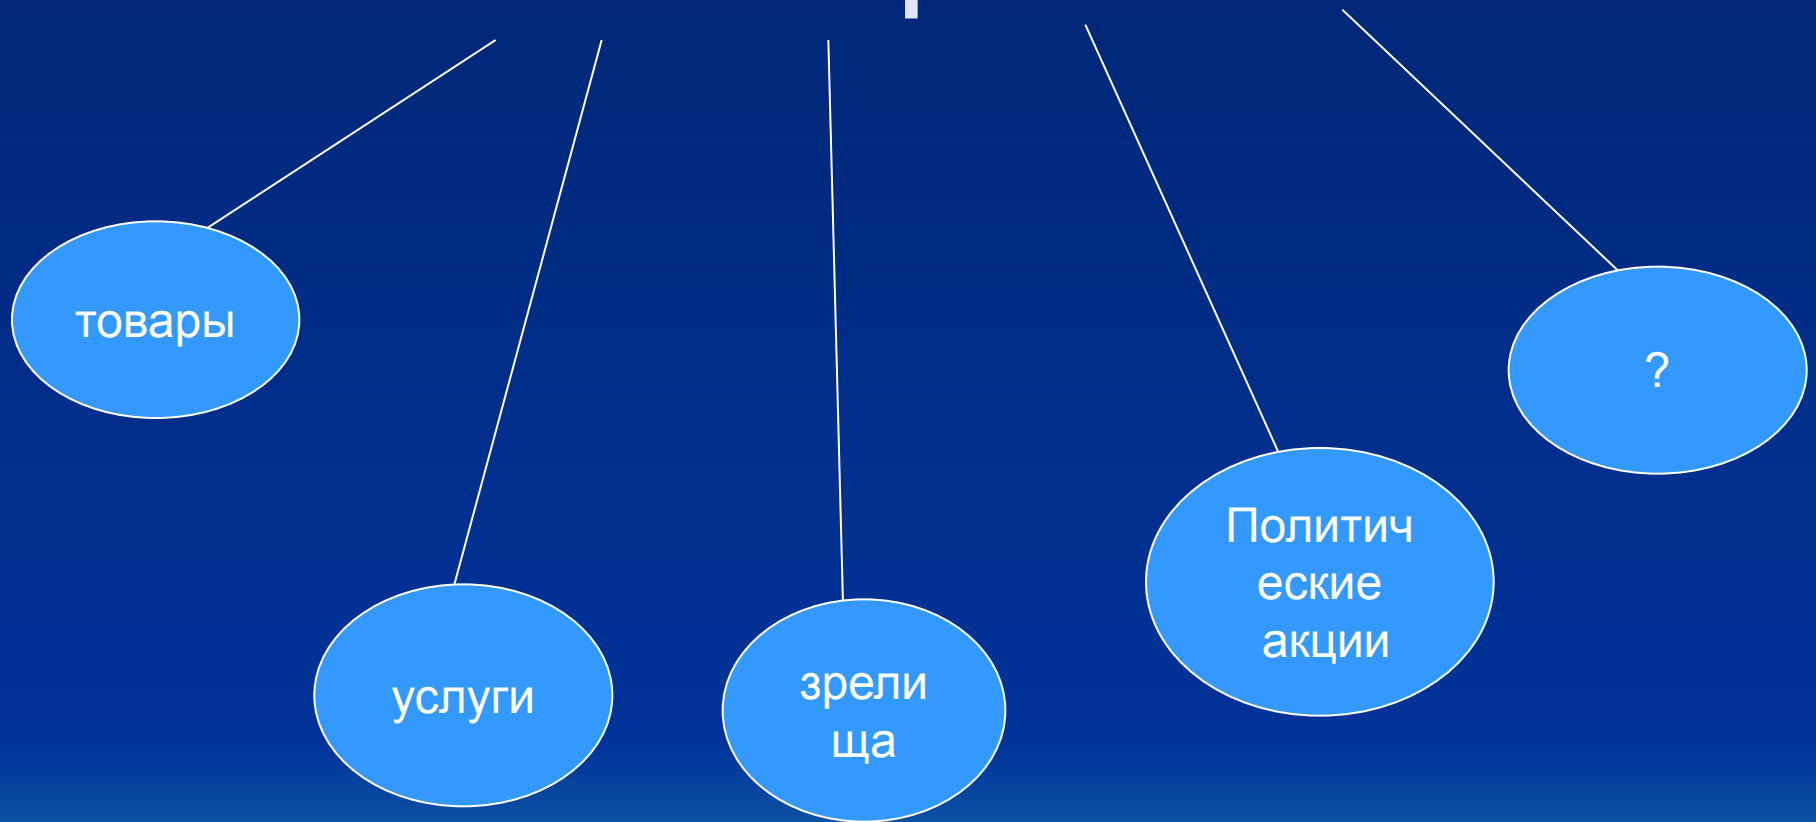 товары
?
Политич
еские
акции
услуги
зрели
ща